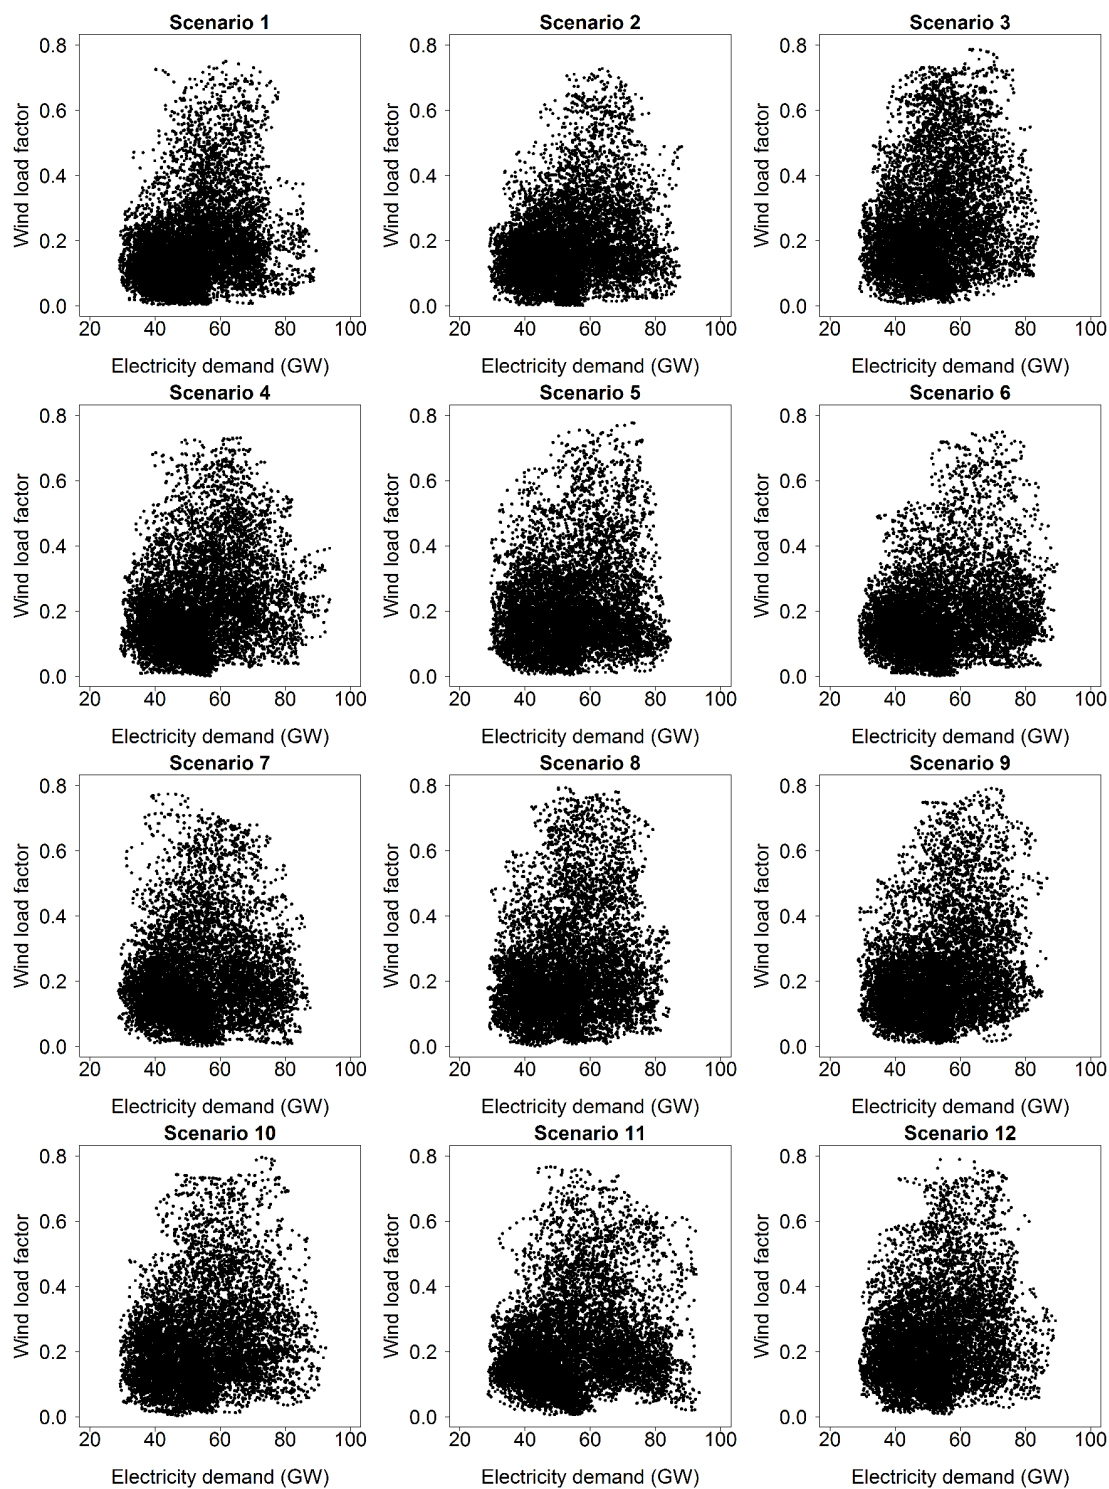 Scenario 1
Scenario 2
Scenario 3
0.8
0.6
0.4
0.2
0.0
Wind load factor
20 40 60 80 100
Electricity demand (GW)
0.8
0.6
0.4
0.2
0.0
Wind load factor
20 40 60 80 100
Electricity demand (GW)
0.8
0.6
0.4
0.2
0.0
Wind load factor
20 40 60 80 100
Electricity demand (GW)
Scenario 4
Scenario 5
Scenario 6
0.8
0.6
0.4
0.2
0.0
Wind load factor
20 40 60 80 100
Electricity demand (GW)
0.8
0.6
0.4
0.2
0.0
Wind load factor
20 40 60 80 100
Electricity demand (GW)
0.8
0.6
0.4
0.2
0.0
Wind load factor
20 40 60 80 100
Electricity demand (GW)
Scenario 7
Scenario 8
Scenario 9
0.8
0.6
0.4
0.2
0.0
Wind load factor
20 40 60 80 100
Electricity demand (GW)
0.8
0.6
0.4
0.2
0.0
Wind load factor
20 40 60 80 100
Electricity demand (GW)
0.8
0.6
0.4
0.2
0.0
Wind load factor
20 40 60 80 100
Electricity demand (GW)
Scenario 10
Scenario 11
Scenario 12
0.8
0.6
0.4
0.2
0.0
Wind load factor
20 40 60 80 100
Electricity demand (GW)
0.8
0.6
0.4
0.2
0.0
Wind load factor
20 40 60 80 100
Electricity demand (GW)
0.8
0.6
0.4
0.2
0.0
Wind load factor
20 40 60 80 100
Electricity demand (GW)